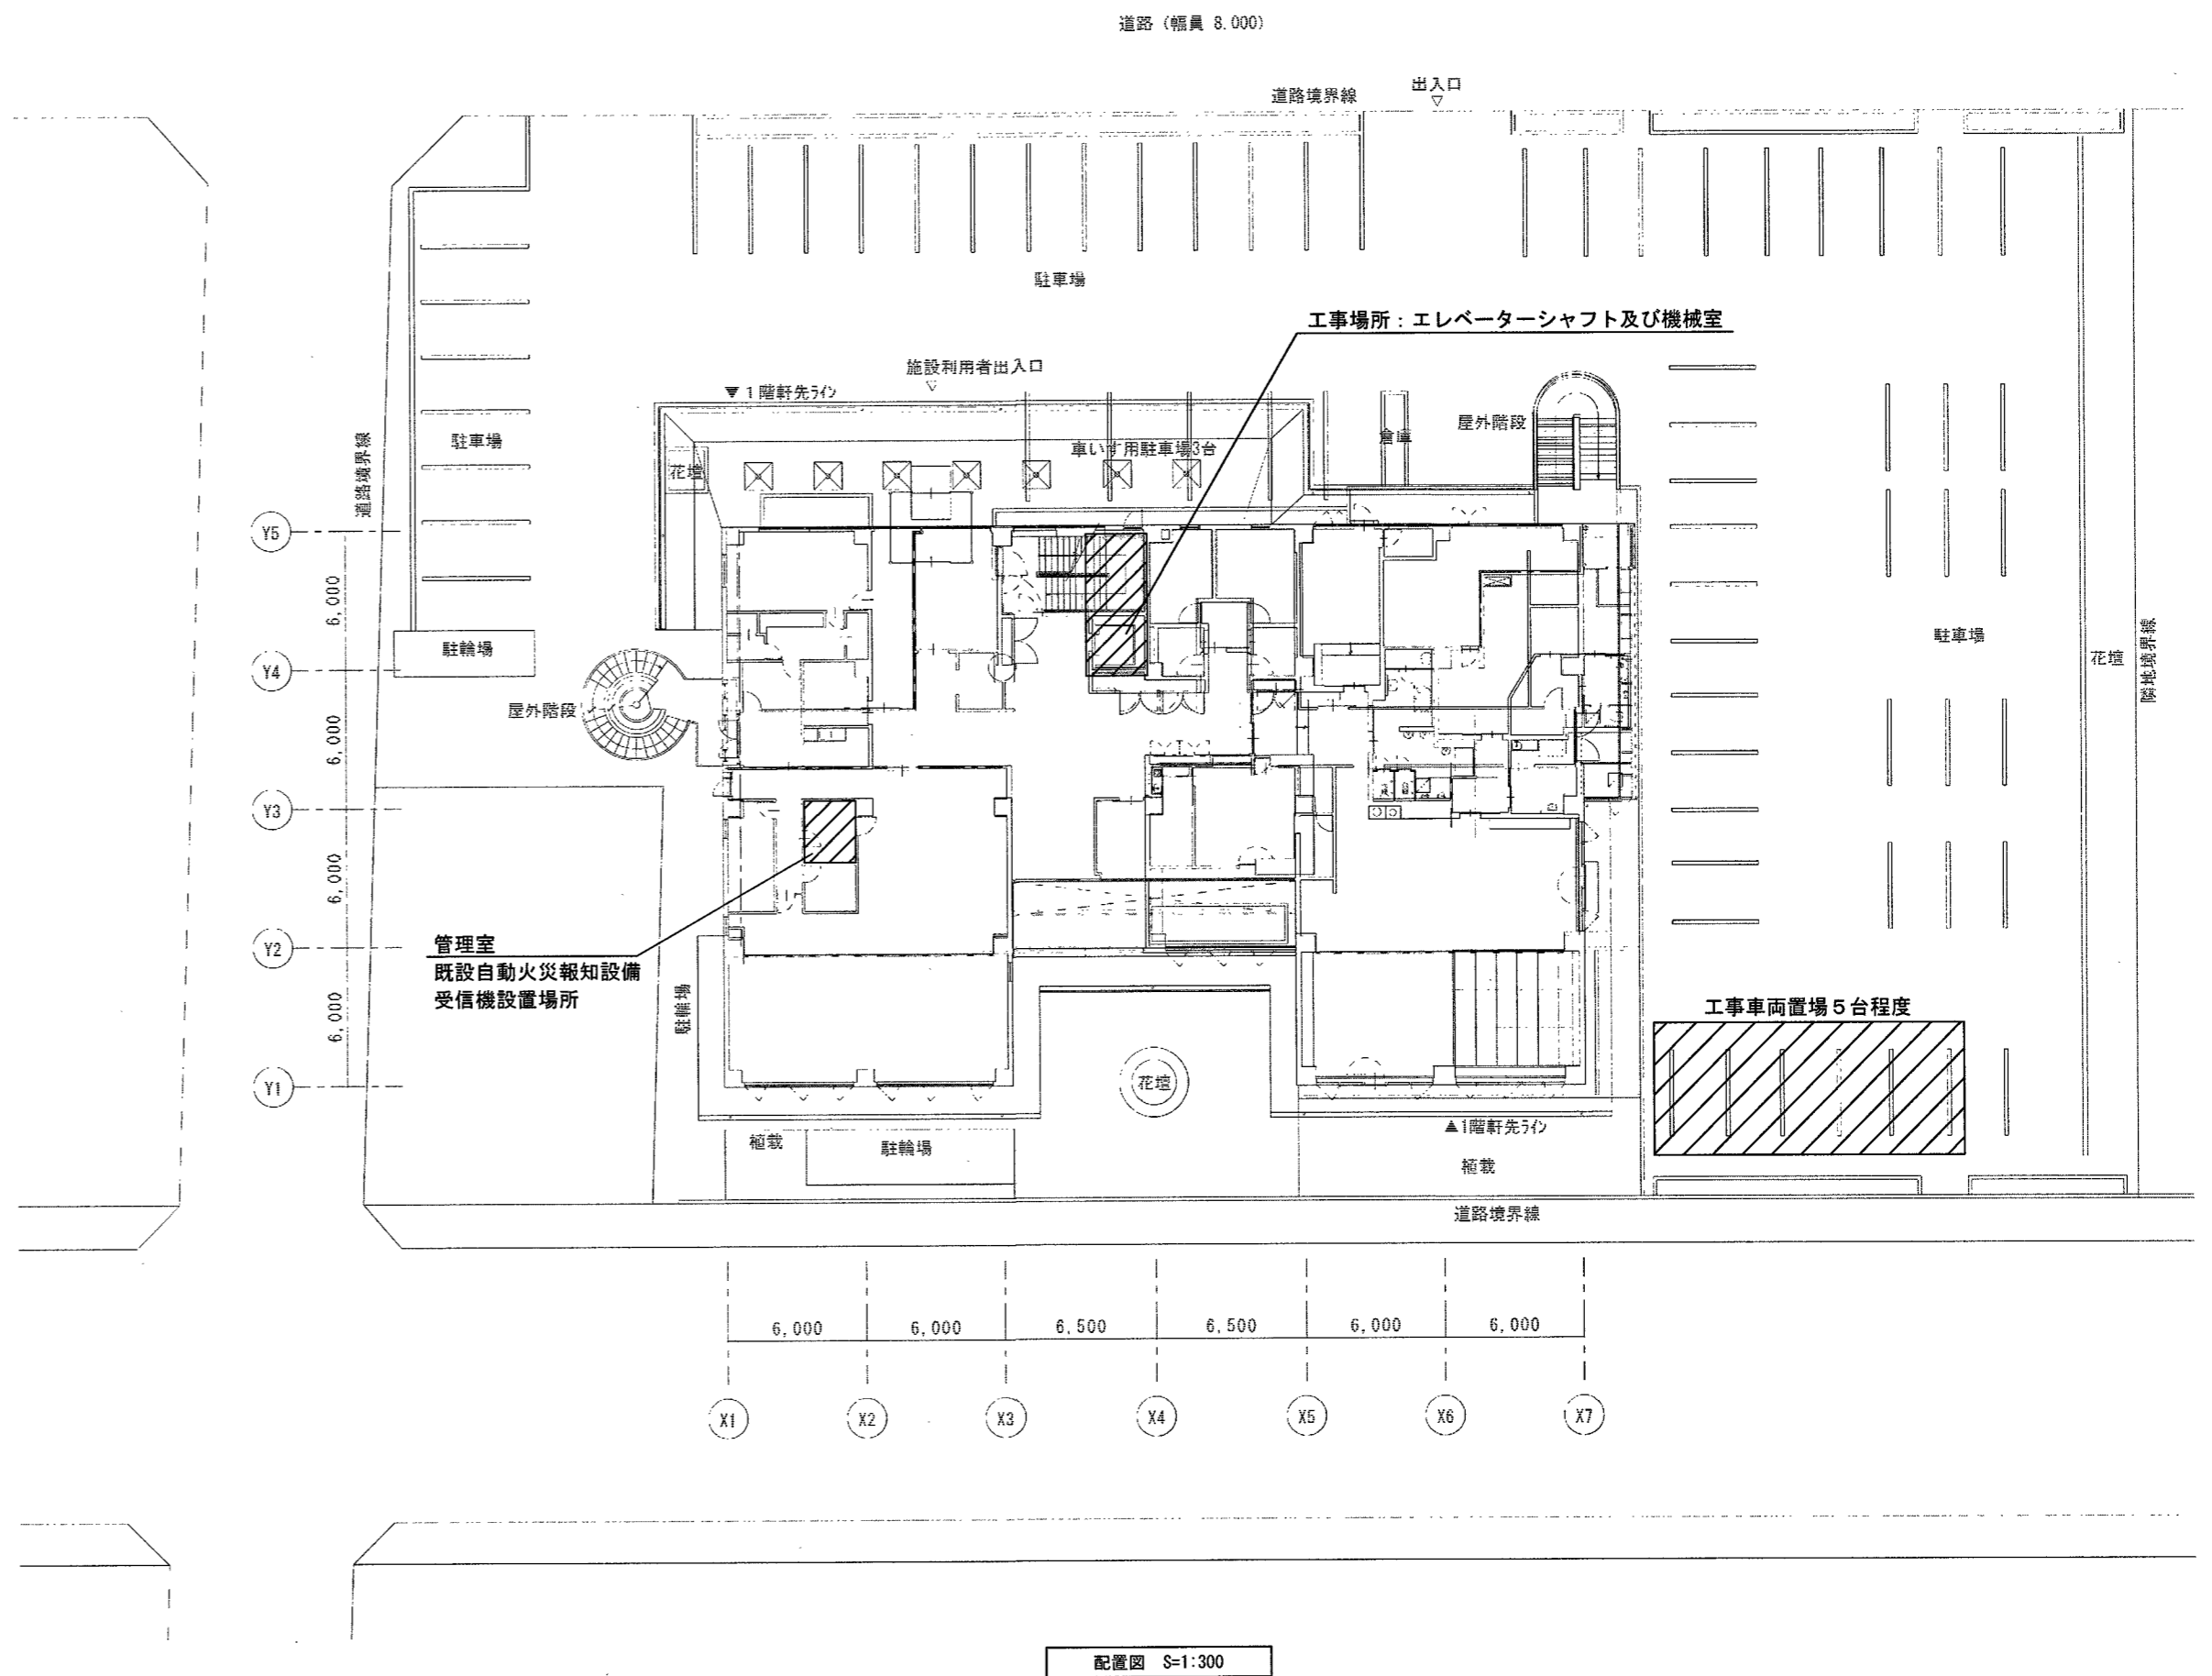 道路（幅員 8.000）
出入口
道路境界線
駐車場
工事場所：エレベーターシャフト及び機械室
施設利用者出入口
▼１階軒先ﾗｲﾝ
屋外階段
倉庫
駐車場
道路境界線
車いす用駐車場3台
花壇
Y5
6,000
駐輪場
駐車場
花壇
隣地境界線
Y4
屋外階段
6,000
Y3
6,000
管理室
既設自動火災報知設備
受信機設置場所
Y2
6,000
駐輪場
工事車両置場５台程度
Y1
花壇
▲1階軒先ﾗｲﾝ
植栽
駐輪場
植栽
道路境界線
6,000
6,000
6,500
6,500
6,000
6,000
X1
X2
X3
X4
X5
X6
X7
配置図 S=1:300